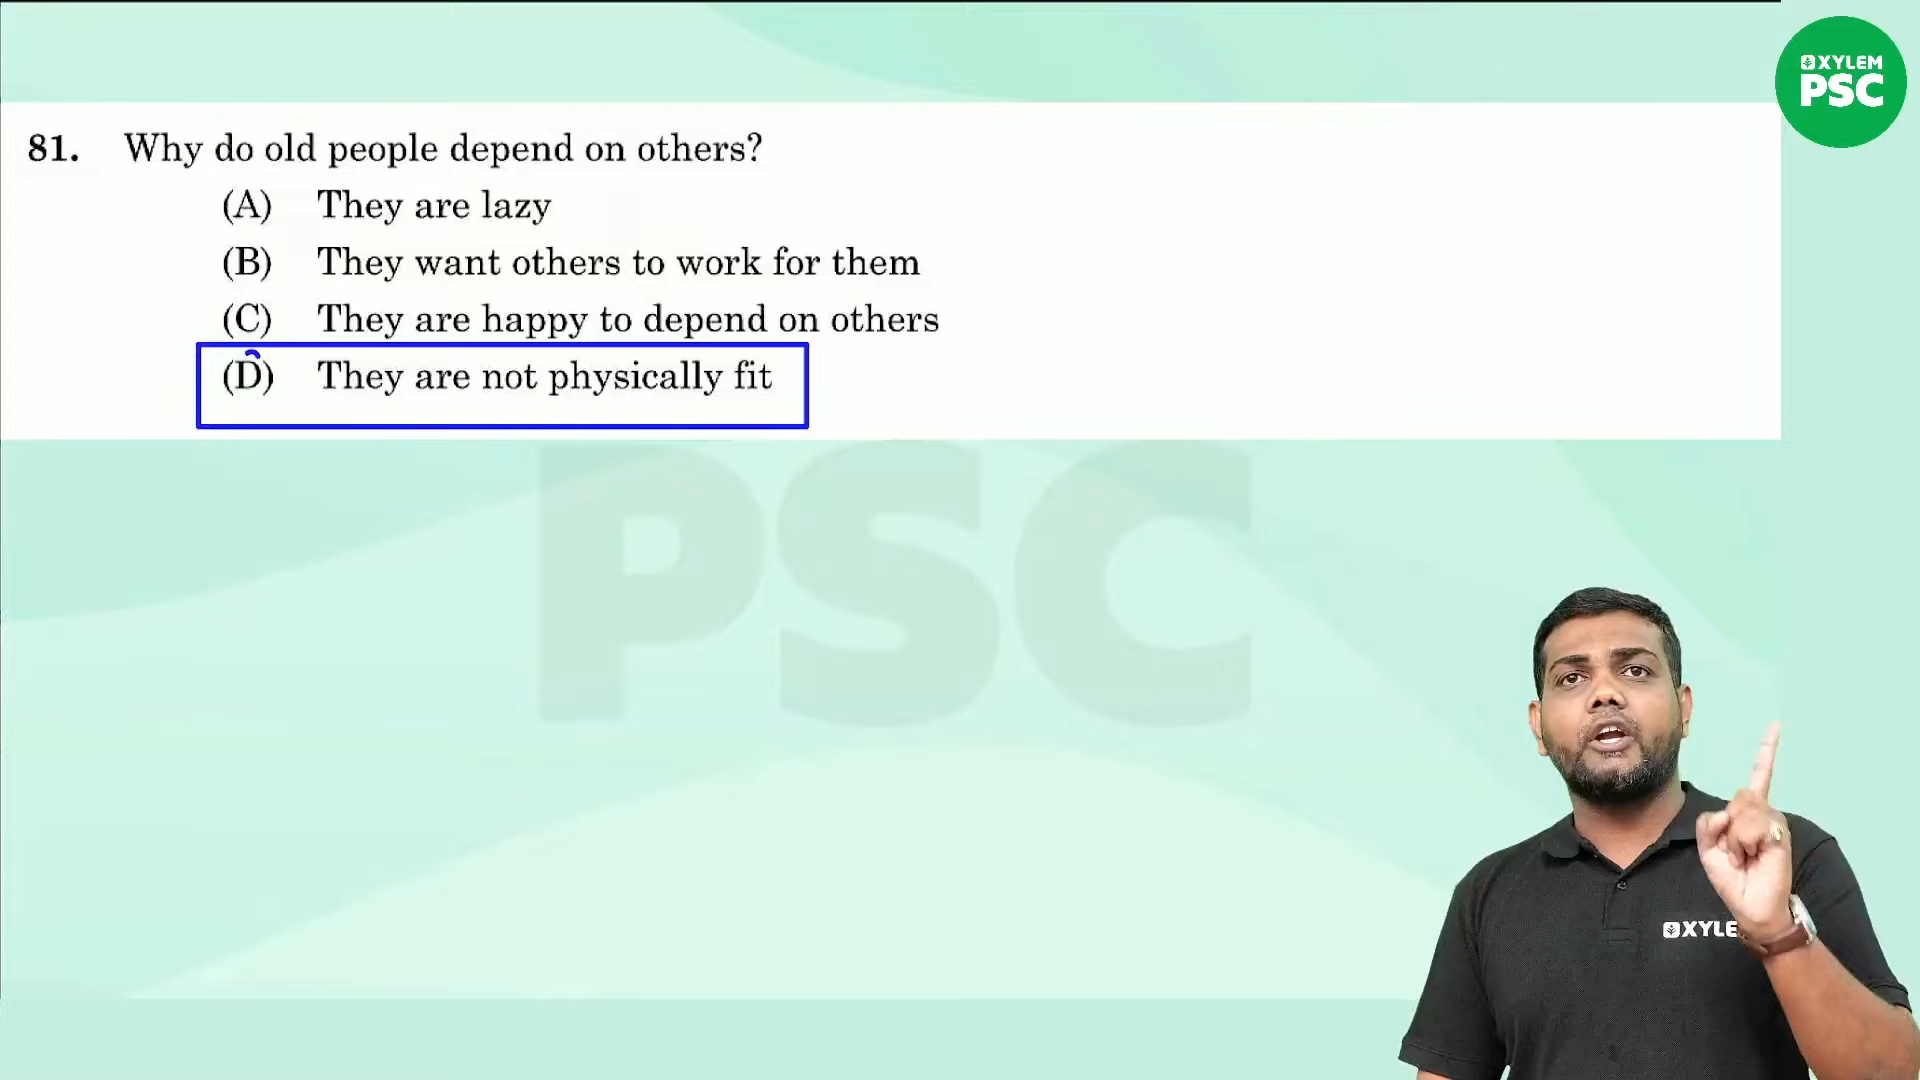 XYLEM
PSC
81. Why do old people depend on others?
(A) They are lazy
(B) They want others to work for them
(C) They are happy to depend on others
(D) They are not physically fit
PSC
XYLE